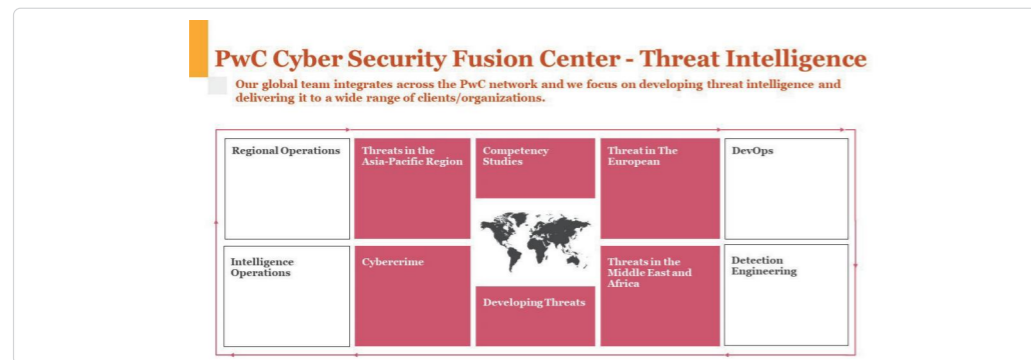 PwC Cyber Security Fusion Center - Threat Intelligence
Our global team integrates across the PwC network and we focus on developing threat intelligence and
delivering it to a wide range of clients/organizations.
Regional Operations
Threats in the
Asia-Pacific Region
Competency
Studies
Threat in The
European
DevOps
Intelligence
Operations
Cybercrime
Developing Threats
Threats in the
Middle East and
Africa
Detection
Engineering